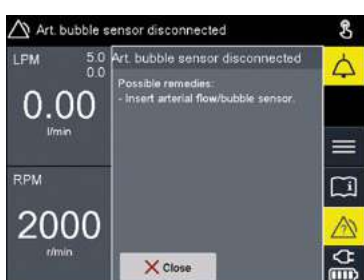 Art. bubble sensor disconnected
LPM 5.0
0.0
0.00
l/min
Art. bubble sensor disconnected
Possible remedies:
- Insert arterial flow/bubble sensor.
RPM
2000
r/min
Close